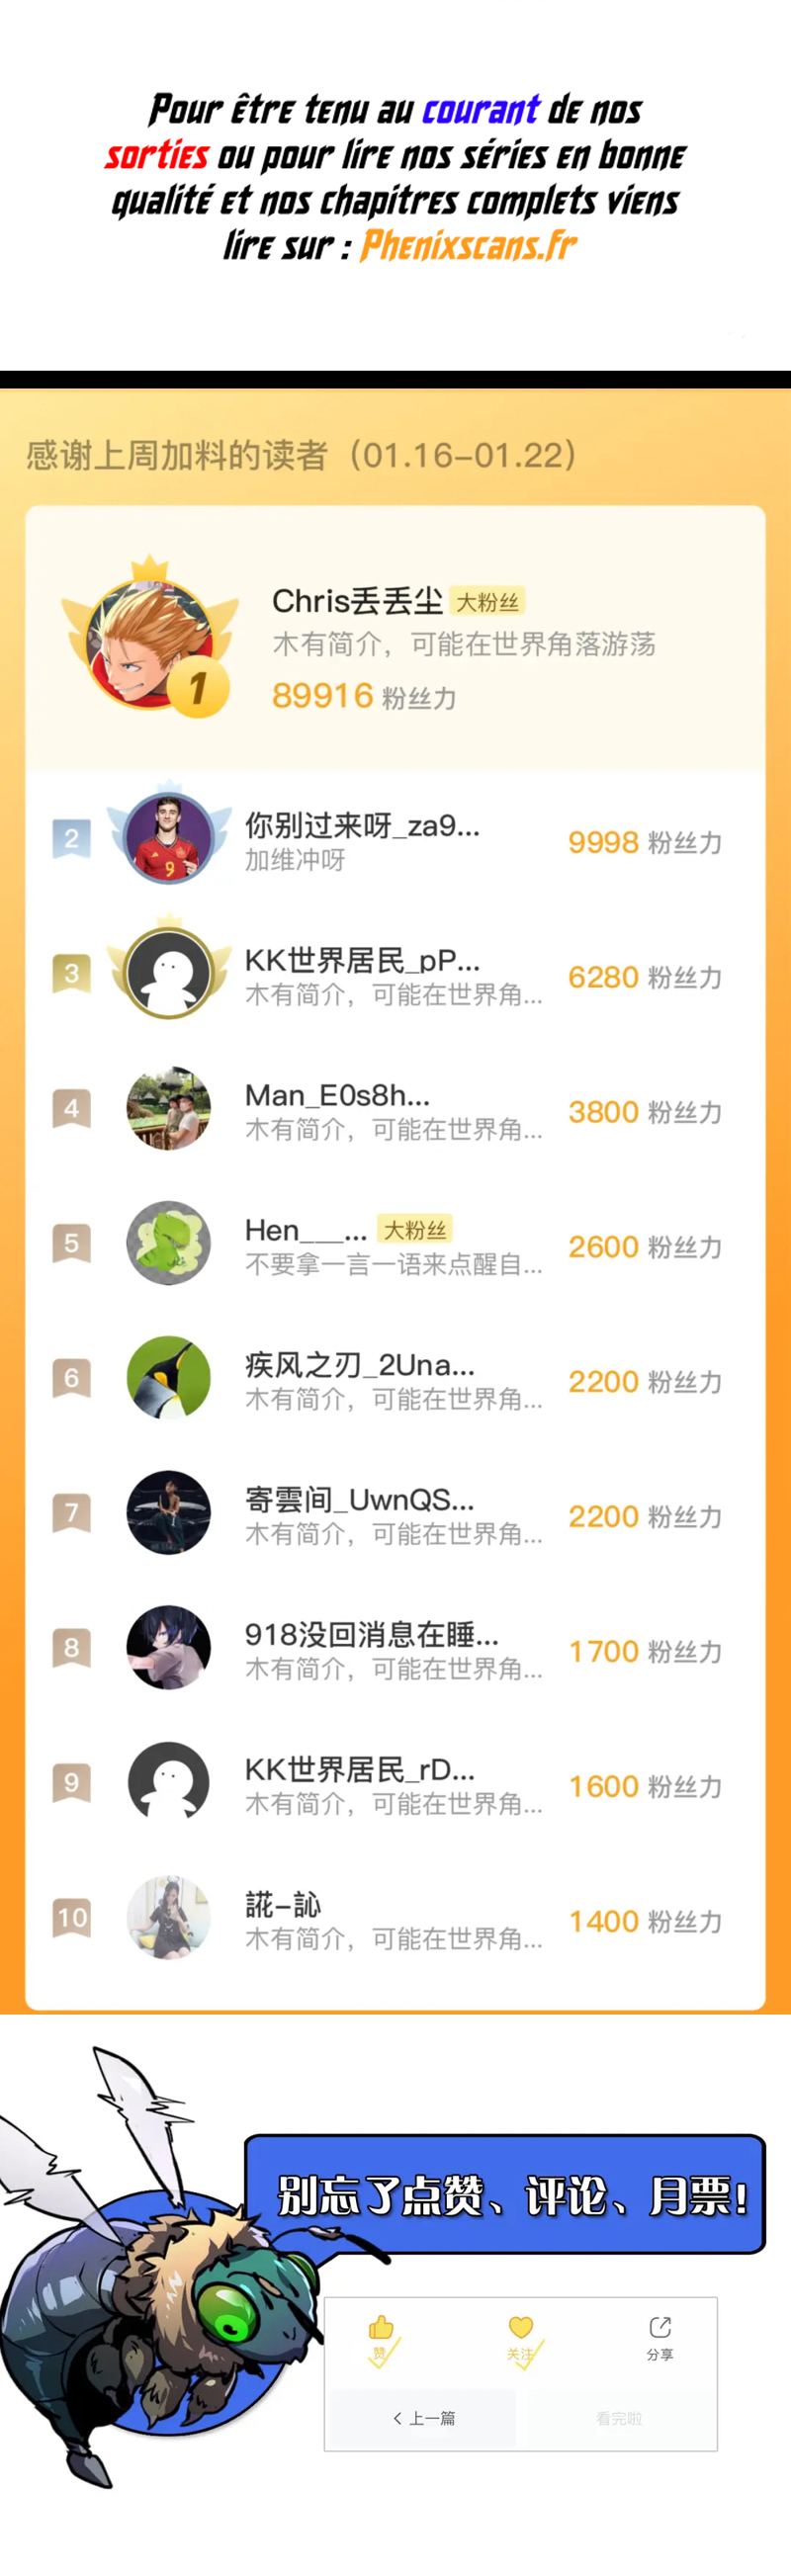 Pour être tenu au courant de nos
sorties ou pour lire nos séries en bonne
qualité et nos chapitres complets viens
lire sur : Phenixscans.fr
感谢上周加料的读者（01.16-01.22）
Chris丢丢尘 大粉丝
木有简介，可能在世界角落游荡
1
89916 粉丝力
2
你别过来呀_za9...
9998 粉丝力
加维冲呀
9
3
KK世界居民_pP...
6280 粉丝力
木有简介，可能在世界角...
4
Man_E0s8h...
3800 粉丝力
木有简介，可能在世界角...
5
Hen___... 大粉丝
2600 粉丝力
不要拿一言一语来点醒自...
6
疾风之刃_2Una...
2200 粉丝力
木有简介，可能在世界角...
7
寄雲间_UwnQS...
2200 粉丝力
木有简介，可能在世界角...
8
918没回消息在睡...
1700 粉丝力
木有简介，可能在世界角...
9
KK世界居民_rD...
1600 粉丝力
木有简介，可能在世界角...
10
誮-訫
1400 粉丝力
木有简介，可能在世界角...
别忘了点赞、评论、月票!
赞 关注 分享
< 上一篇 看完啦